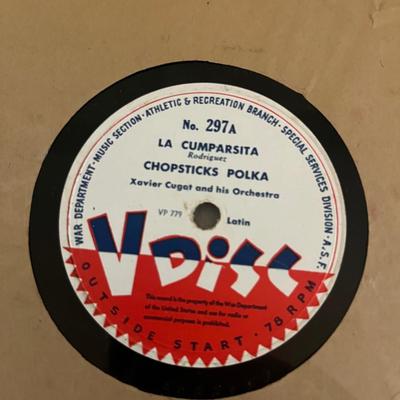 WAR DEPARTMENT · MUSIC SECTION · ATHLETIC & RECREATION BRANCH · SPECIAL SERVICES DIVISION · A.S.F.
No. 297A
LA CUMPARSITA
Rodriguez
CHOPSTICKS POLKA
Xavier Cugat and his Orchestra
VP 779
Latin
V DISC
This record is the property of the War Department
of the United States and use for radio or
commercial purposes is prohibited.
OUTSIDE START · 78 RPM